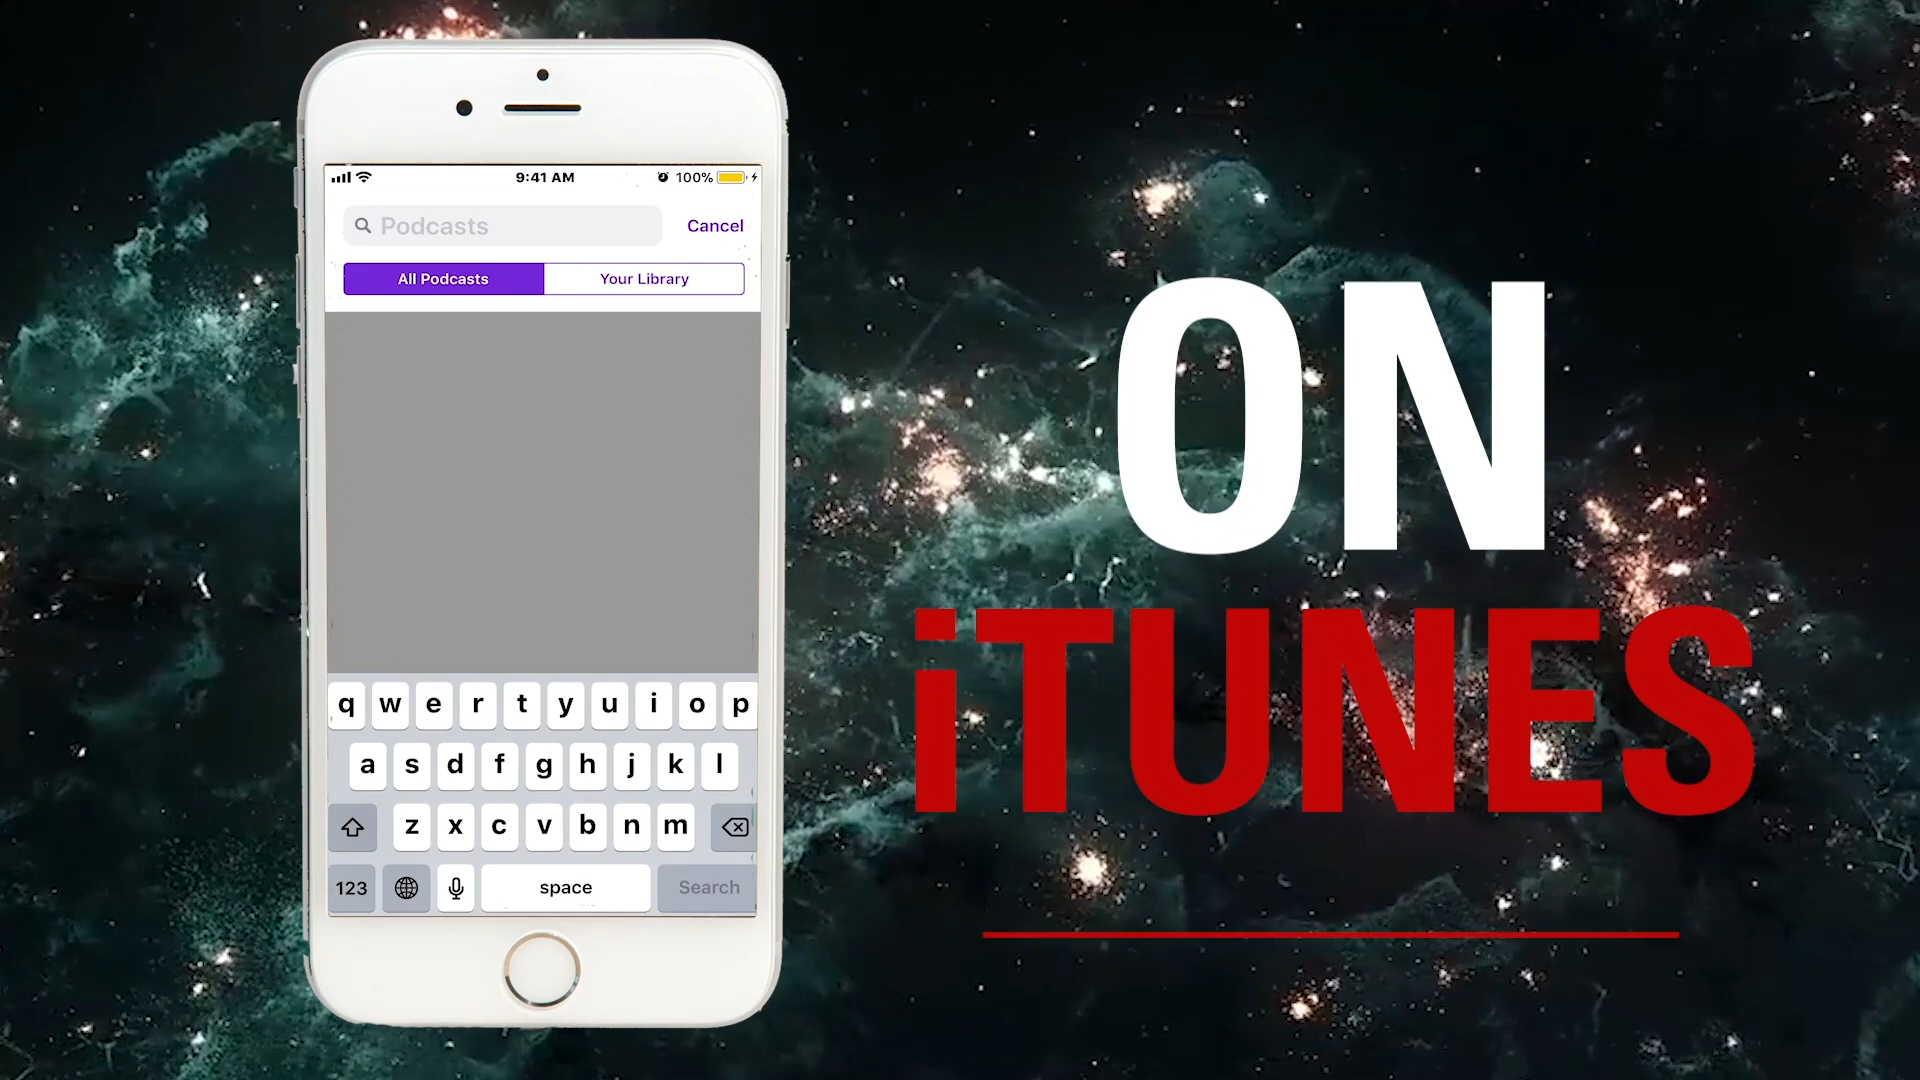 9:41 AM 100%
Podcasts Cancel
All Podcasts Your Library
q w e r t y u i o p
a s d f g h j k l
z x c v b n m
123 space Search
ON
iTUNES